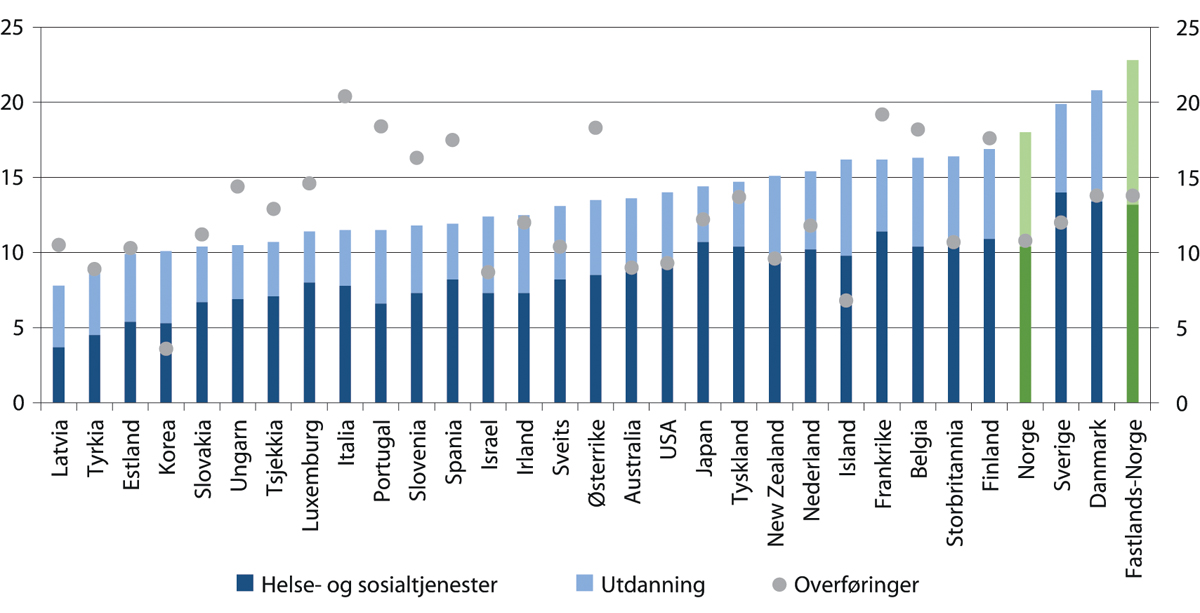 25
20
15
10
5
0
25
20
15
10
5
0
Latvia
Tyrkia
Estland
Korea
Slovakia
Ungarn
Tsjekkia
Luxemburg
Italia
Portugal
Slovenia
Spania
Israel
Irland
Sveits
Østerrike
Australia
USA
Japan
Tyskland
New Zealand
Nederland
Island
Frankrike
Belgia
Storbritannia
Finland
Norge
Sverige
Danmark
Fastlands-Norge
Helse- og sosialtjenester
Utdanning
Overføringer